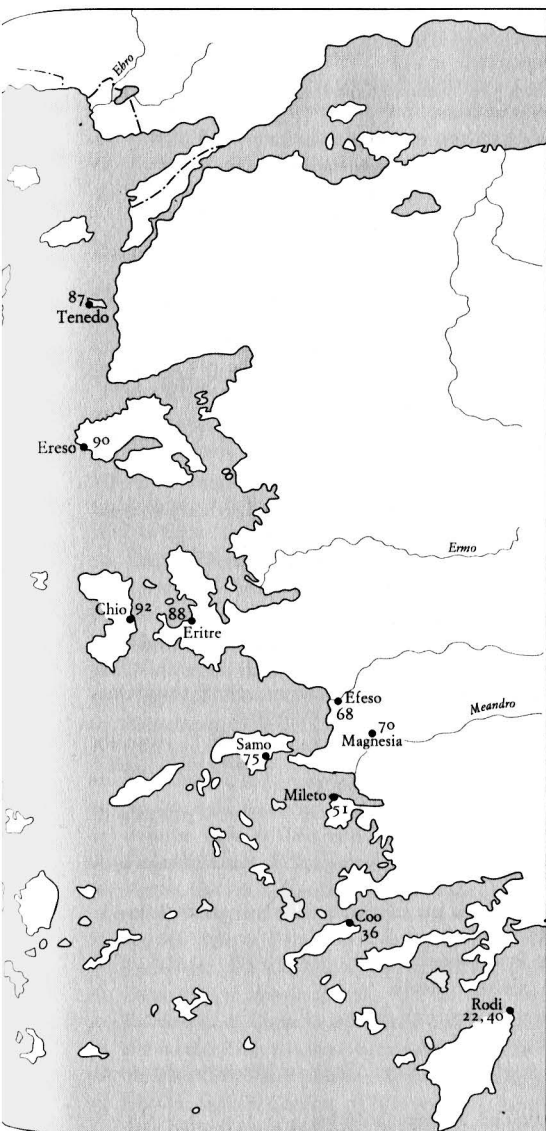 Ebro
87
Tenedo
Ereso 90
Ermo
Chio 92
88
Eritre
Efeso
68
Meandro
70
Magnesia
Samo
75
Mileto
51
Coo
36
Rodi
22, 40